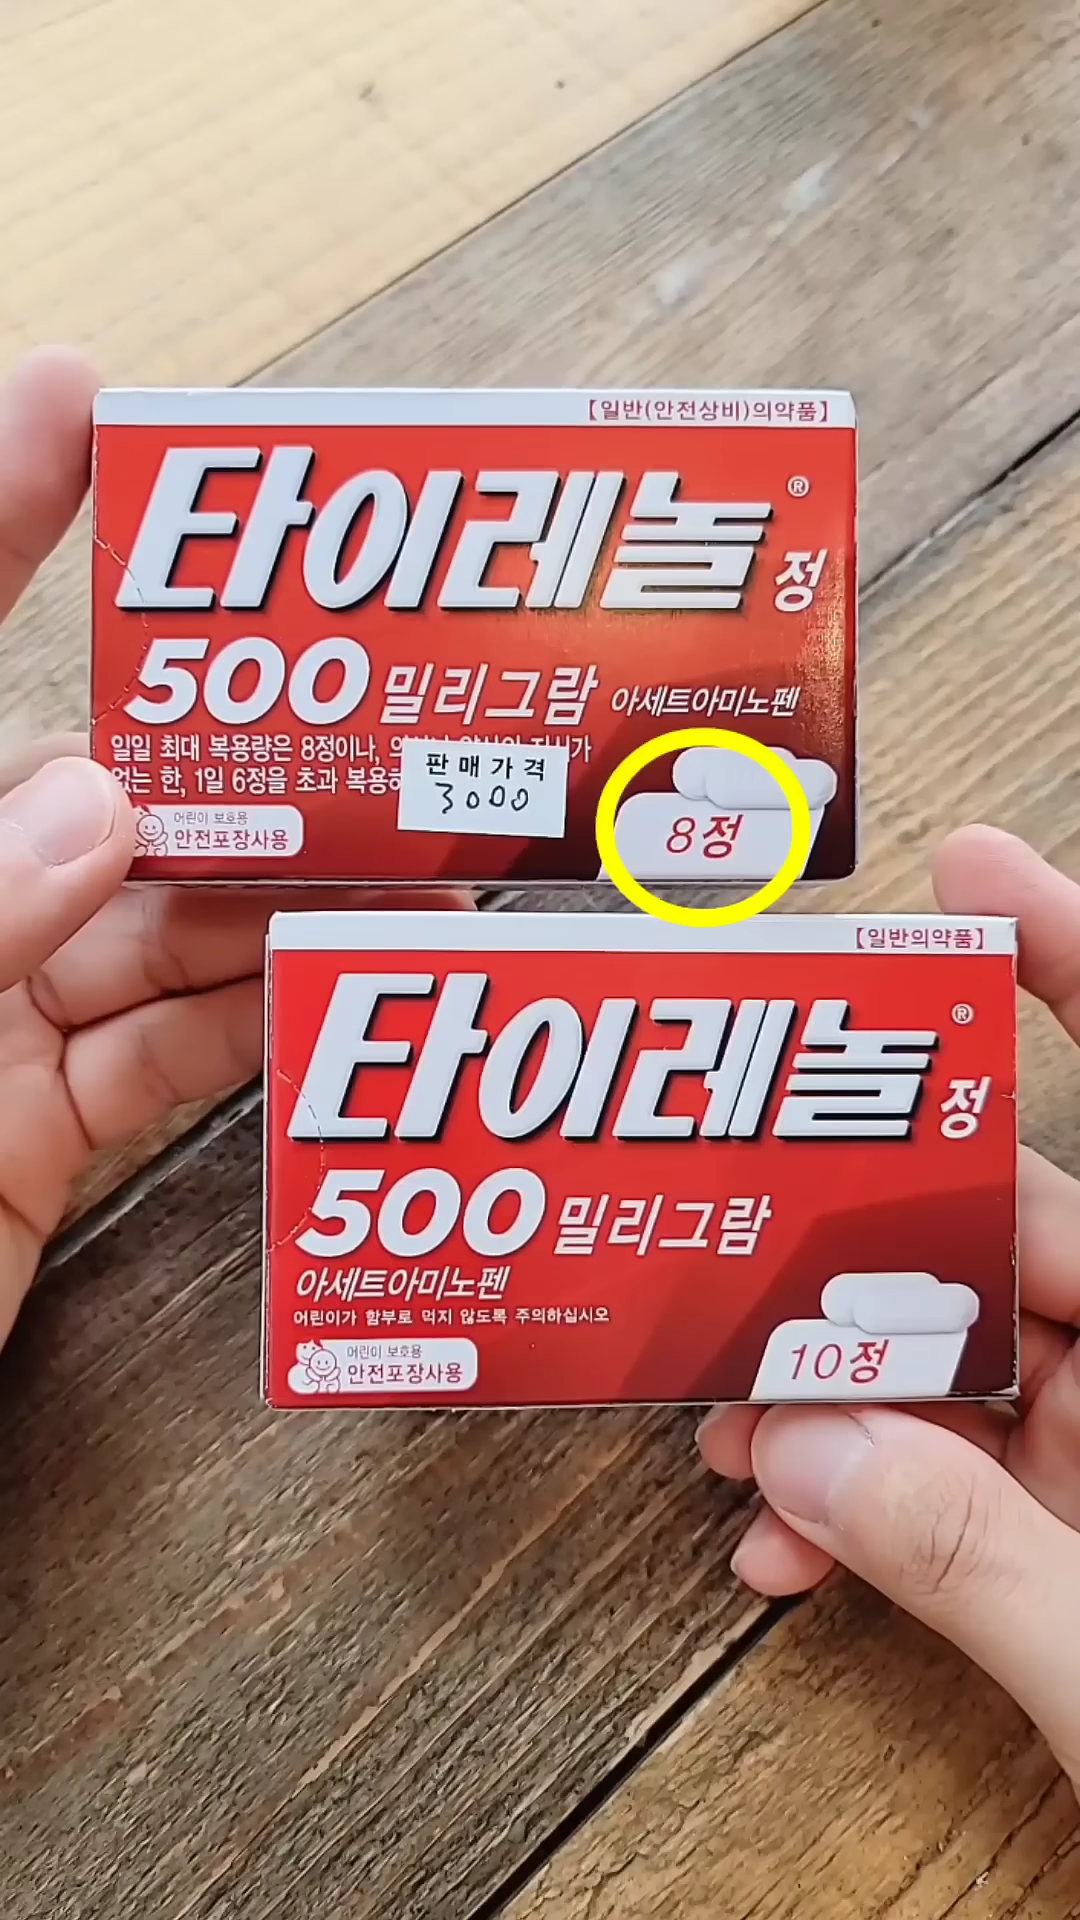 【일반(안전상비)의약품】
타이레놀® 정
500 밀리그람 아세트아미노펜
일일 최대 복용량은 8정이나,
없는 한, 1일 6정을 초과
판매가격
3000
어린이 보호용
안전포장사용
8정
【일반의약품】
타이레놀® 정
500 밀리그람
아세트아미노펜
어린이가 함부로 먹지 않도록 주의하십시오
어린이 보호용
안전포장사용
10정